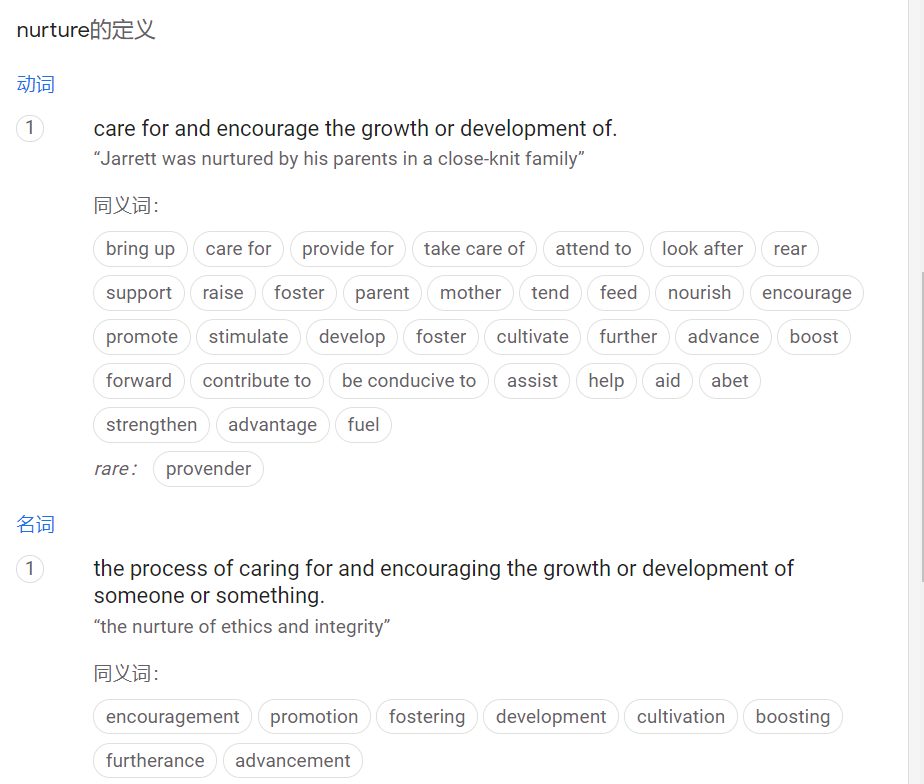 nurture的定义
动词
1
care for and encourage the growth or development of.
“Jarrett was nurtured by his parents in a close-knit family”
同义词：
bring up care for provide for take care of attend to look after rear
support raise foster parent mother tend feed nourish encourage
promote stimulate develop foster cultivate further advance boost
forward contribute to be conducive to assist help aid abet
strengthen advantage fuel
rare： provender
名词
1
the process of caring for and encouraging the growth or development of
someone or something.
“the nurture of ethics and integrity”
同义词：
encouragement promotion fostering development cultivation boosting
furtherance advancement